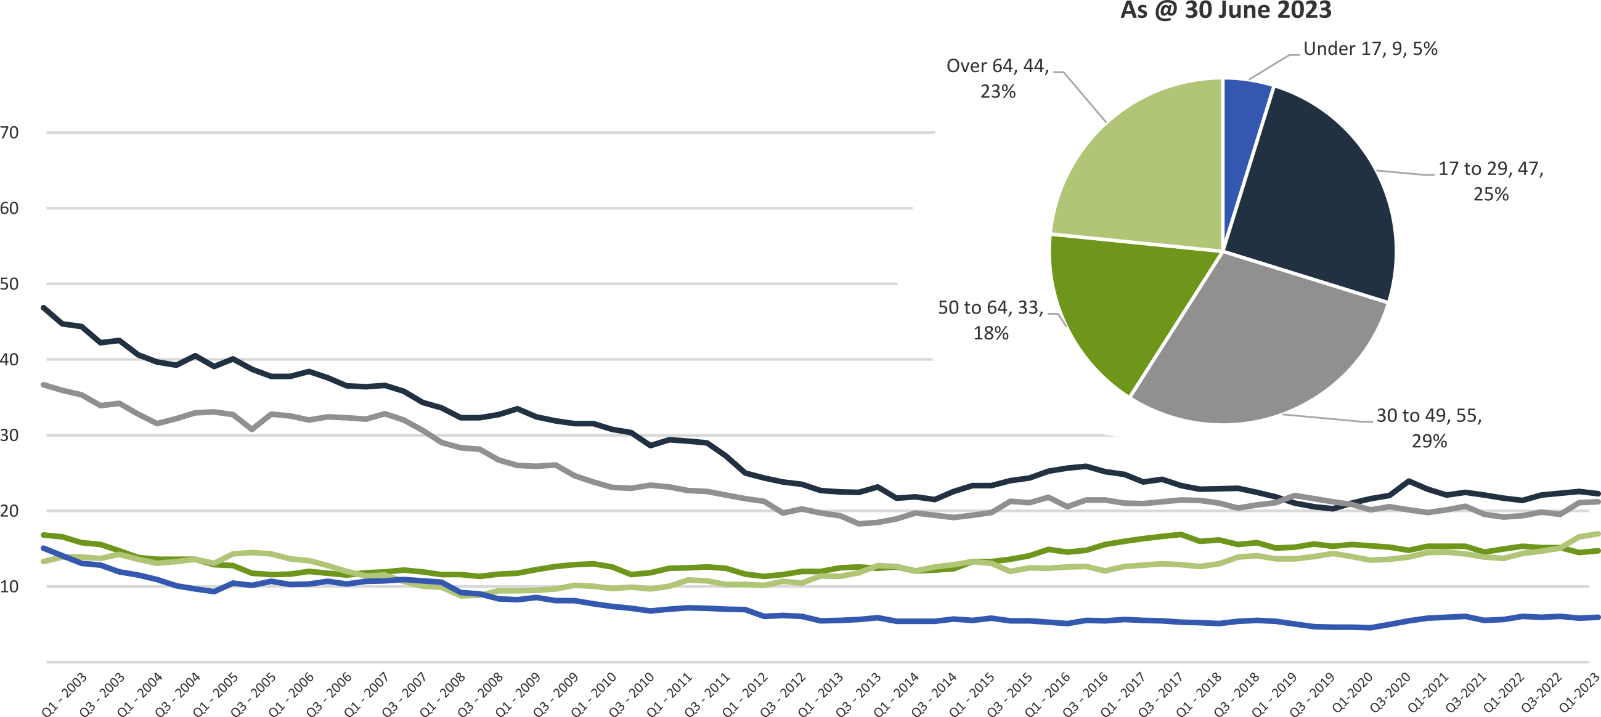 As @ 30 June 2023
Under 17, 9, 5%
Over 64, 44,
23%
17 to 29, 47,
25%
50 to 64, 33,
18%
30 to 49, 55,
29%
70
60
50
40
30
20
10
Q1 - 2003
Q3 - 2003
Q1 - 2004
Q3 - 2004
Q1 - 2005
Q3 - 2005
Q1 - 2006
Q3 - 2006
Q1 - 2007
Q3 - 2007
Q1 - 2008
Q3 - 2008
Q1 - 2009
Q3 - 2009
Q1 - 2010
Q3 - 2010
Q1 - 2011
Q3 - 2011
Q1 - 2012
Q3 - 2012
Q1 - 2013
Q3 - 2013
Q1 - 2014
Q3 - 2014
Q1 - 2015
Q3 - 2015
Q1 - 2016
Q3 - 2016
Q1 - 2017
Q3 - 2017
Q1 - 2018
Q3 - 2018
Q1 - 2019
Q3 - 2019
Q1-2020
Q3-2020
Q1-2021
Q3-2021
Q1-2022
Q3-2022
Q1-2023